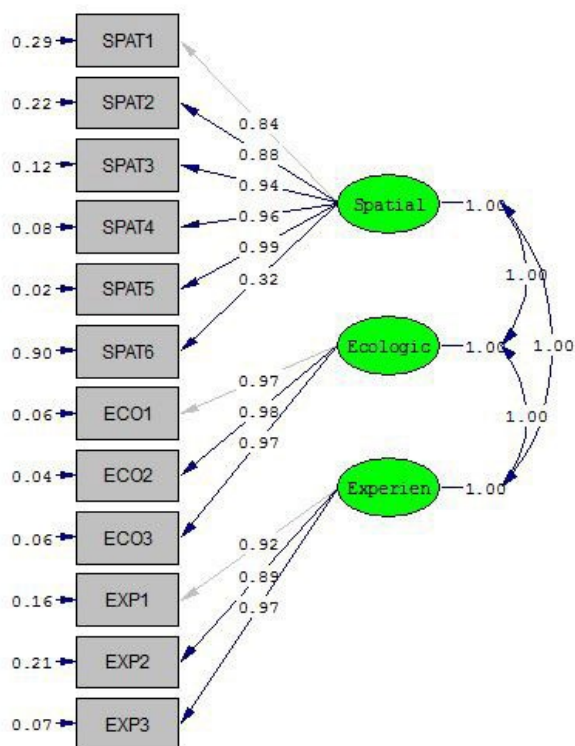 0.29 SPAT1
0.84
0.22 SPAT2
0.88
0.12 SPAT3
0.94
0.08 SPAT4
0.96
0.02 SPAT5
0.99
0.90 SPAT6
0.32
Spatial 1.00
0.06 ECO1
0.97
0.04 ECO2
0.98
0.06 ECO3
0.97
Ecologic 1.00
0.16 EXP1
0.92
0.21 EXP2
0.89
0.07 EXP3
0.97
Experien 1.00
1.00
1.00
1.00